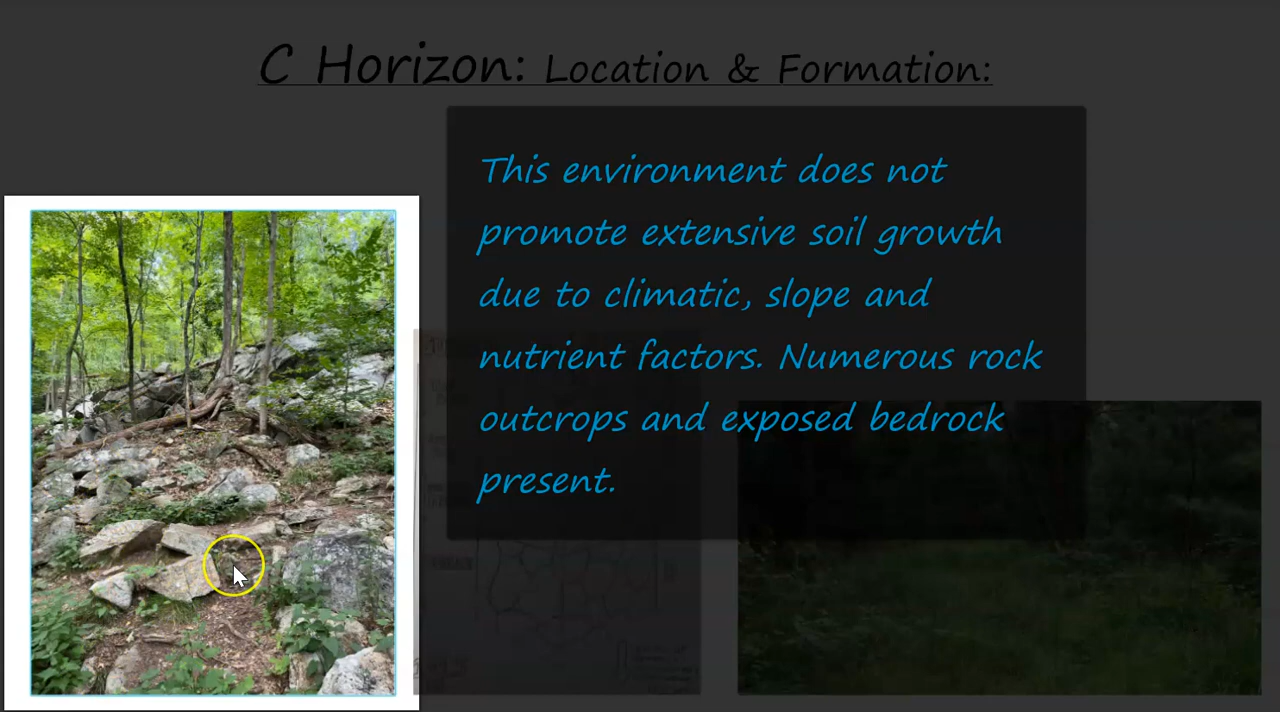 C Horizon: Location & Formation:
This environment does not
promote extensive soil growth
due to climatic, slope and
nutrient factors. Numerous rock
outcrops and exposed bedrock
present.